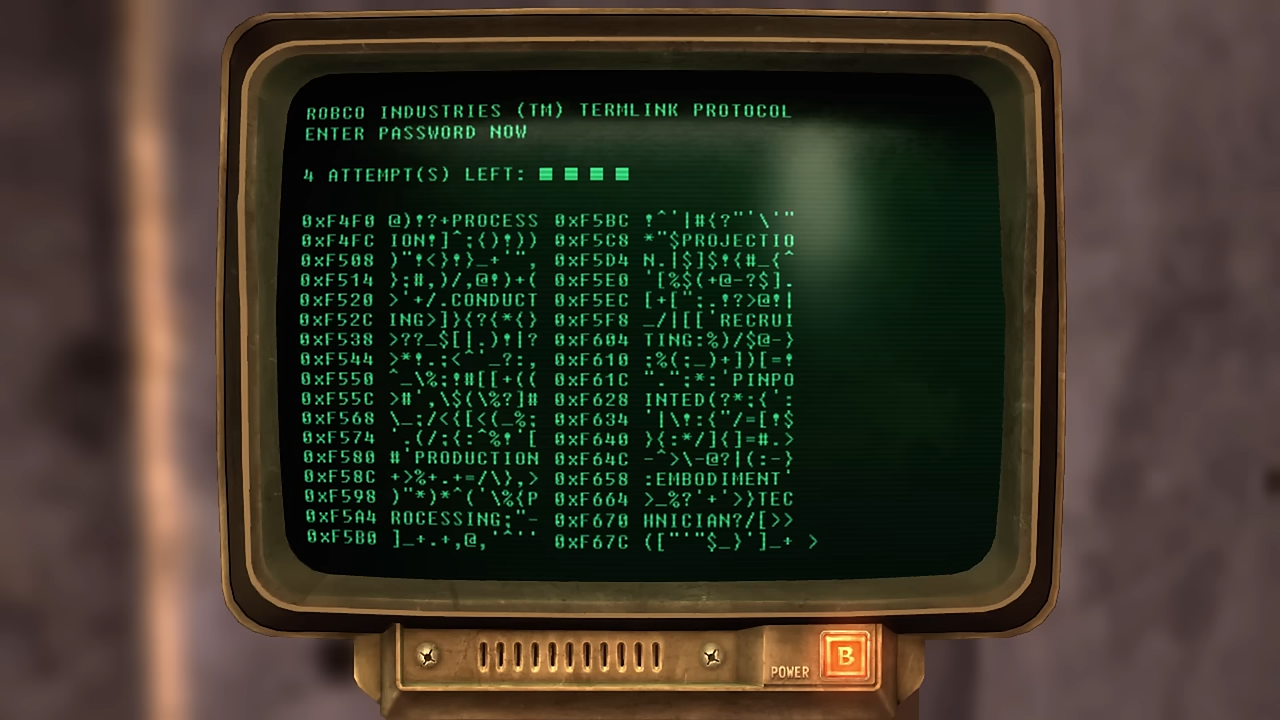 ROBCO INDUSTRIES (TM) TERMLINK PROTOCOL
ENTER PASSWORD NOW
4 ATTEMPT(S) LEFT: ■ ■ ■ ■
0xF4F0 @)!?+PROCESS 0xF5BC !^'|#{?"'\'"
0xF4FC ION!]^;{)!)) 0xF5C8 *"$PROJECTIO
0xF508 )"!<}!}_+'", 0xF5D4 N.|$]$!{#_{^
0xF514 };#,)/,@!)+( 0xF5E0 '[%$(+@-?$].
0xF520 >'+/.CONDUCT 0xF5EC [+[";.!?>@!|
0xF52C ING>]}{?{*{} 0xF5F8 _/|[['RECRUI
0xF538 >??_$[|.)!|? 0xF604 TING:%)/$@-}
0xF544 >*!.;<^'_?:, 0xF610 ;%(;_)+])[=!
0xF550 ^_\%;!#[[+(( 0xF61C ".":*:'PINPO
0xF55C >#',\$(\%?]# 0xF628 INTED(?*;{':
0xF568 \_;/<{[<(_%; 0xF634 '|\!:{"/=[!$
0xF574 '.(/;{:^%!'[ 0xF640 }{:*/]{]=#.>
0xF580 #'PRODUCTION 0xF64C -^>\-@?|(:-}
0xF58C +>%+.+=/\},> 0xF658 :EMBODIMENT'
0xF598 )"*)*^('\%{P 0xF664 >_%?'+'>}TEC
0xF5A4 ROCESSING;"- 0xF670 HNICIAN?/[>>
0xF5B0 ]_+.+,@,'^'' 0xF67C (["'"$_}']_+ >
POWER B